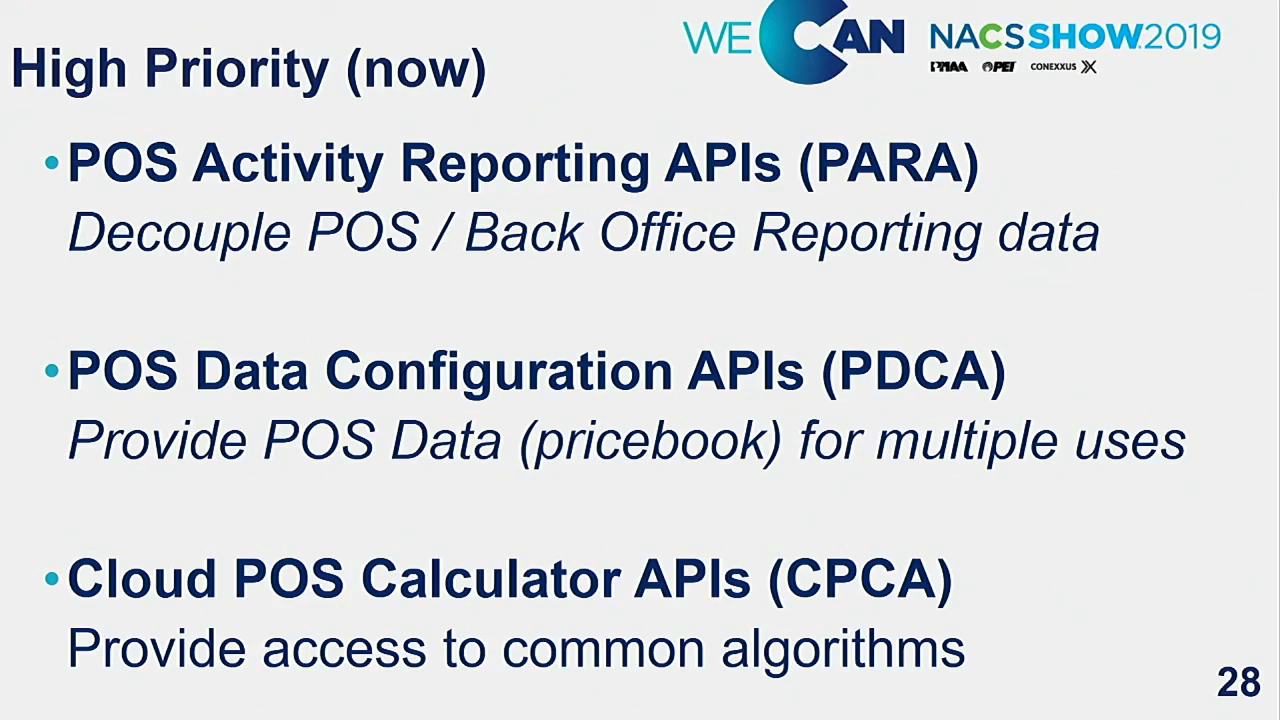 WE CAN NACSSHOW.2019
PMAA PEI CONEXXUS
High Priority (now)
•POS Activity Reporting APIs (PARA)
Decouple POS / Back Office Reporting data
•POS Data Configuration APIs (PDCA)
Provide POS Data (pricebook) for multiple uses
•Cloud POS Calculator APIs (CPCA)
Provide access to common algorithms
28